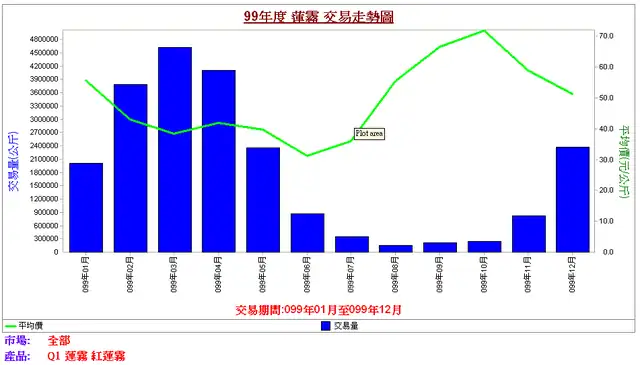 99年度 蓮霧 交易走勢圖
4800000
4500000
4200000
3900000
3600000
3300000
3000000
2700000
2400000
2100000
1800000
1500000
1200000
900000
600000
300000
0
交易量(公斤)
70.0
60.0
50.0
40.0
30.0
20.0
10.0
0.0
平均價(元/公斤)
Plot area
099年01月
099年02月
099年03月
099年04月
099年05月
099年06月
099年07月
099年08月
099年09月
099年10月
099年11月
099年12月
交易期間:099年01月至099年12月
平均價 交易量
市場: 全部
產品: Q1 蓮霧 紅蓮霧